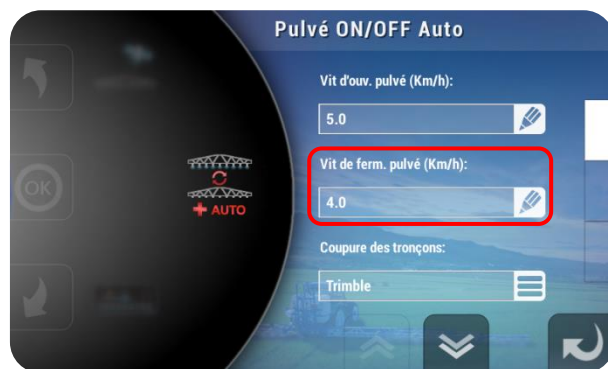 Pulvé ON/OFF Auto
Vit d'ouv. pulvé (Km/h):
5.0
Vit de ferm. pulvé (Km/h):
4.0
OK
+ AUTO
Coupure des tronçons:
Trimble